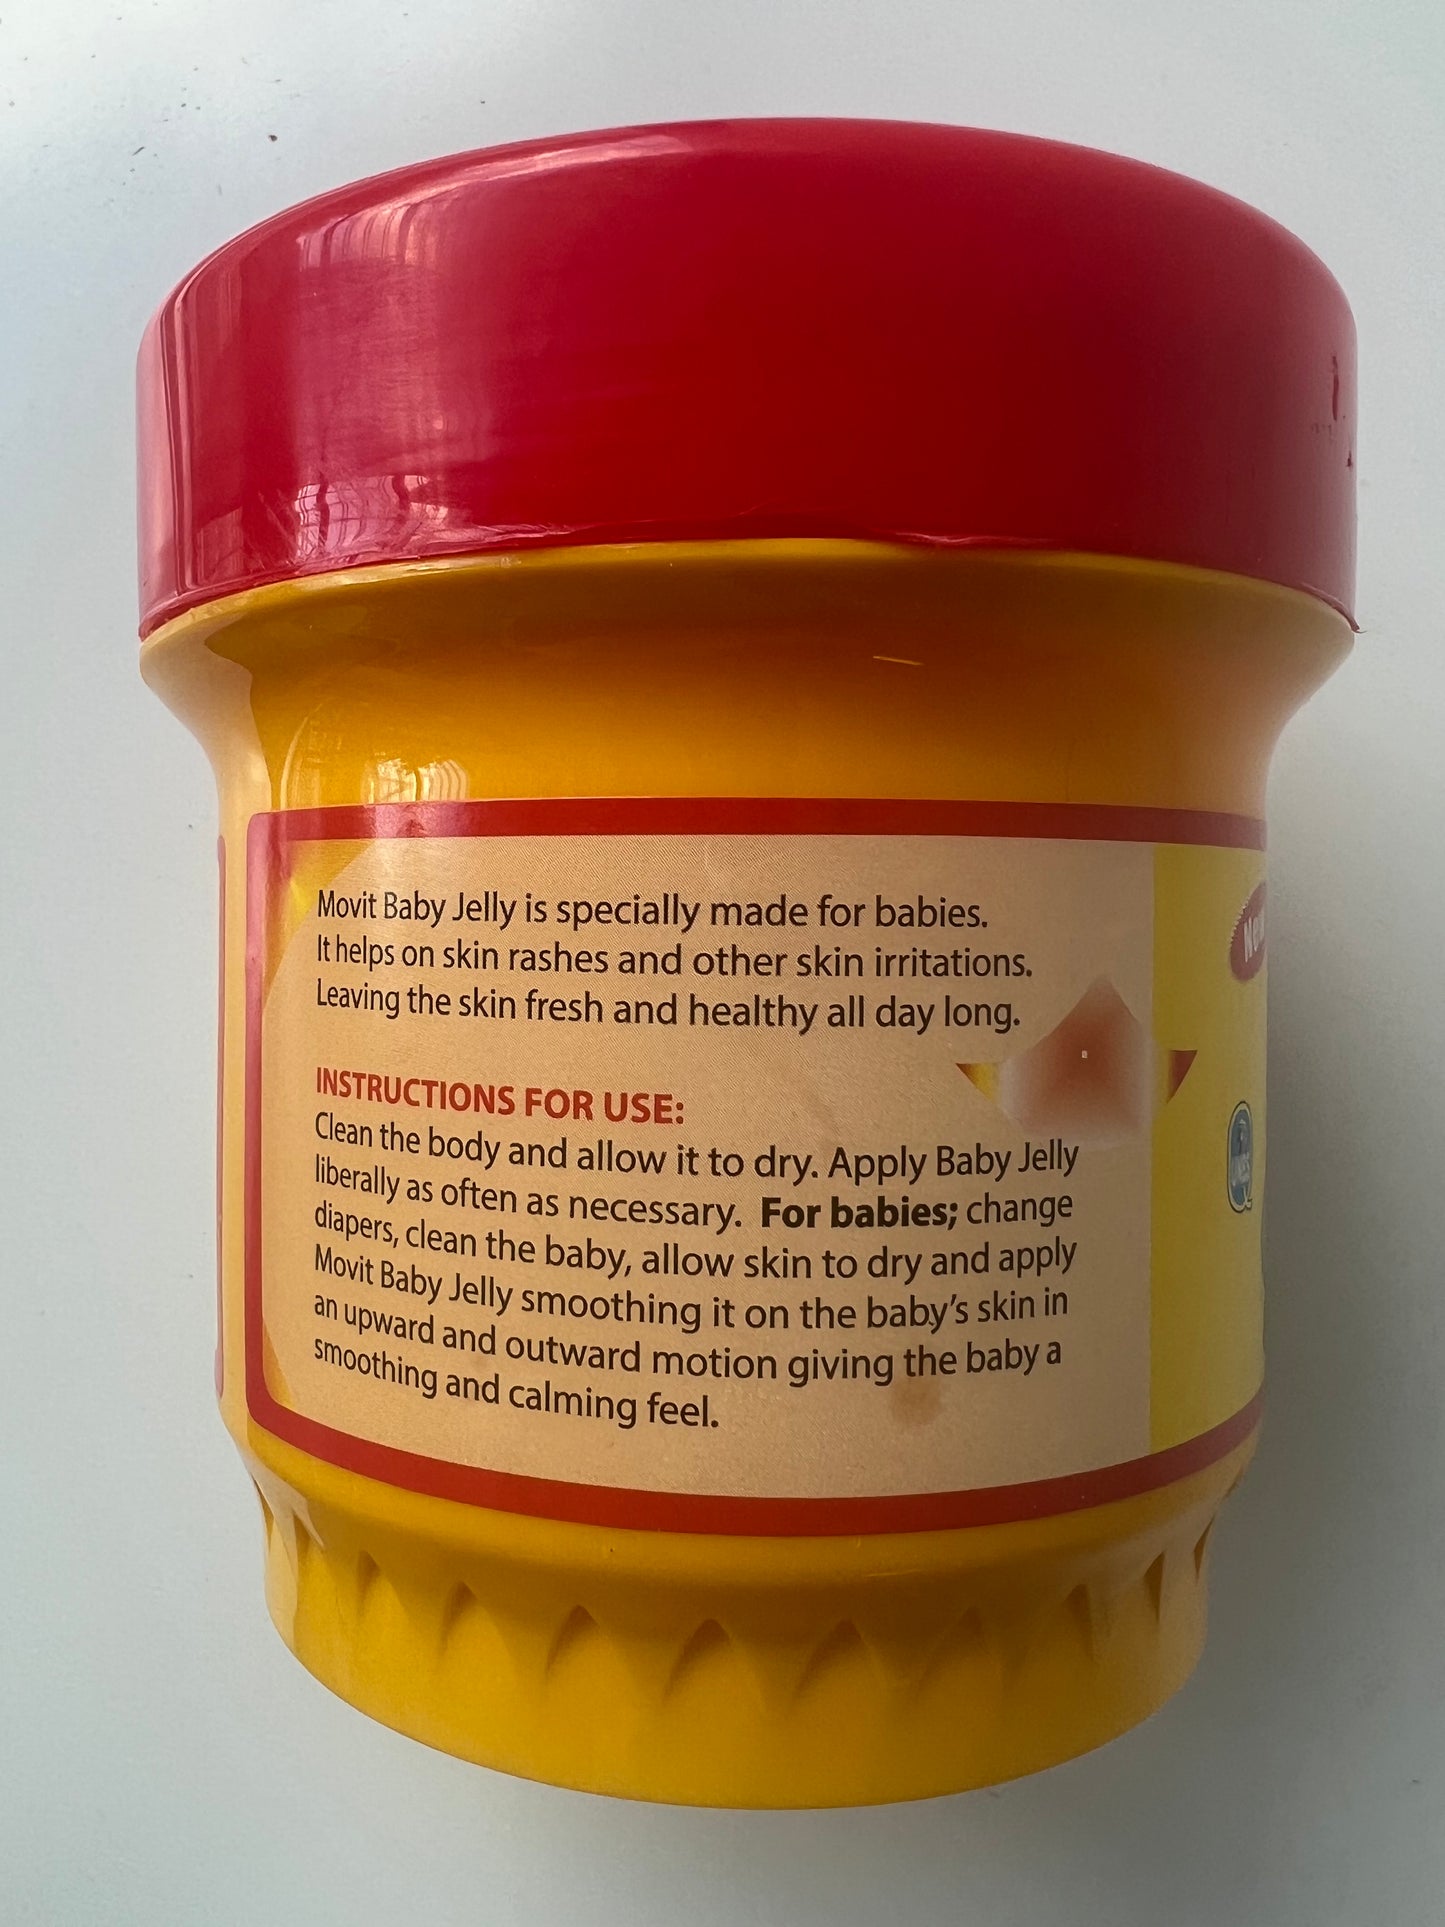 Movit Baby Jelly is specially made for babies.
It helps on skin rashes and other skin irritations.
Leaving the skin fresh and healthy all day long.
INSTRUCTIONS FOR USE:
Clean the body and allow it to dry. Apply Baby Jelly
liberally as often as necessary. For babies; change
diapers, clean the baby, allow skin to dry and apply
Movit Baby Jelly smoothing it on the baby's skin in
an upward and outward motion giving the baby a
smoothing and calming feel.